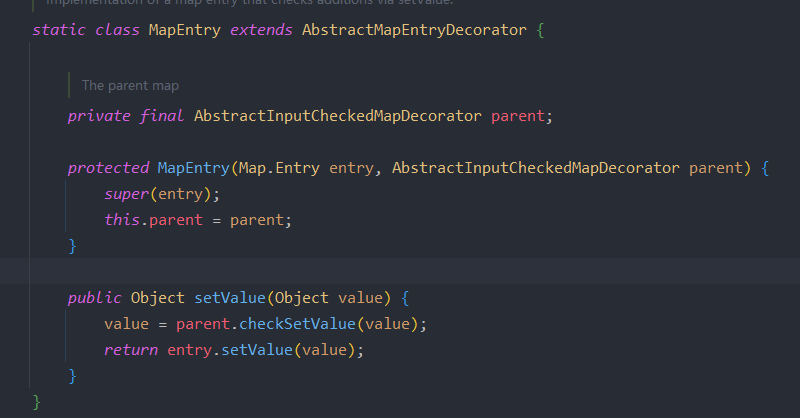 Implementation of a map entry that checks additions via setValue.
static class MapEntry extends AbstractMapEntryDecorator {
The parent map
private final AbstractInputCheckedMapDecorator parent;
protected MapEntry(Map.Entry entry, AbstractInputCheckedMapDecorator parent) {
super(entry);
this.parent = parent;
}
public Object setValue(Object value) {
value = parent.checkSetValue(value);
return entry.setValue(value);
}
}